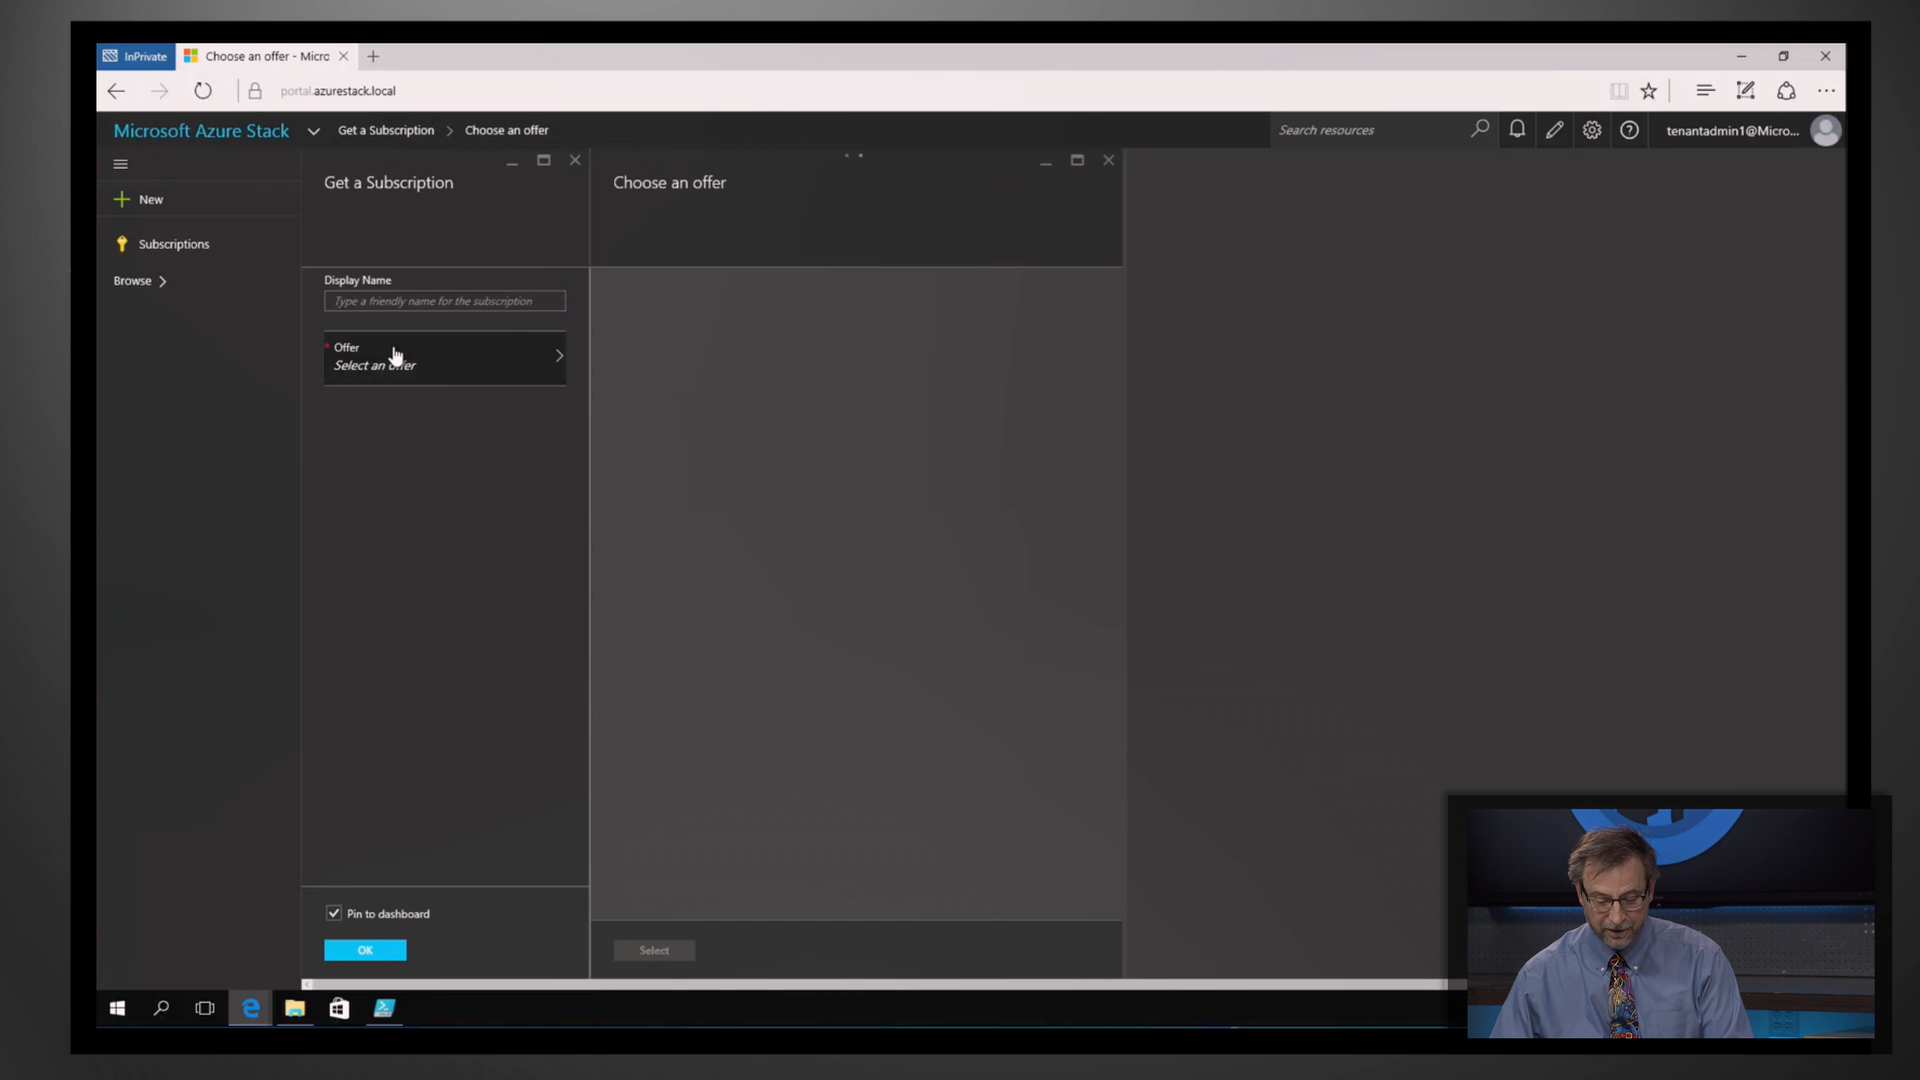 InPrivate
Choose an offer - Micro
portal.azurestack.local
Microsoft Azure Stack
Get a Subscription > Choose an offer
Search resources
tenantadmin1@Micro...
New
Subscriptions
Browse
Get a Subscription
Display Name
Type a friendly name for the subscription
* Offer
Select an offer
Pin to dashboard
OK
Choose an offer
Select